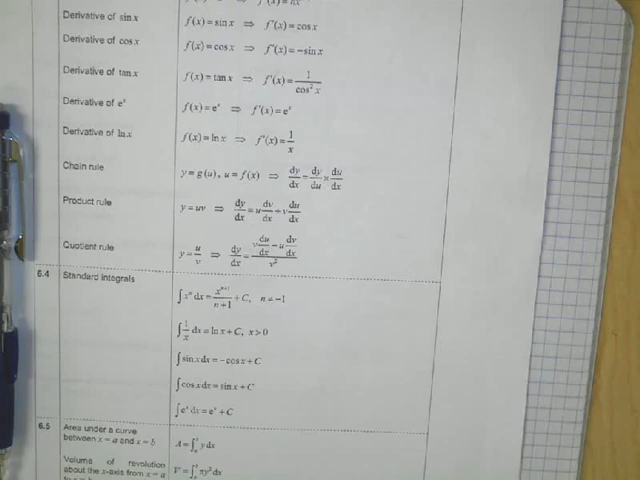 f'(x) = nx
Derivative of sin x f(x) = sin x ⇒ f'(x) = cos x
Derivative of cos x f(x) = cos x ⇒ f'(x) = −sin x
Derivative of tan x f(x) = tan x ⇒ f'(x) = 1/cos² x
Derivative of eˣ f(x) = eˣ ⇒ f'(x) = eˣ
Derivative of ln x f(x) = ln x ⇒ f'(x) = 1/x
Chain rule y = g(u), u = f(x) ⇒ dy/dx = dy/du × du/dx
Product rule y = uv ⇒ dy/dx = u dv/dx + v du/dx
Quotient rule y = u/v ⇒ dy/dx = (v du/dx − u dv/dx)/v²
6.4 Standard integrals
∫xⁿ dx = xⁿ⁺¹/(n+1) + C, n ≠ −1
∫1/x dx = ln x + C, x > 0
∫sin x dx = −cos x + C
∫cos x dx = sin x + C
∫eˣ dx = eˣ + C
6.5 Area under a curve
between x = a and x = b A = ∫ₐᵇ y dx
Volume of revolution
about the x-axis from x = a V = ∫ₐᵇ πy² dx